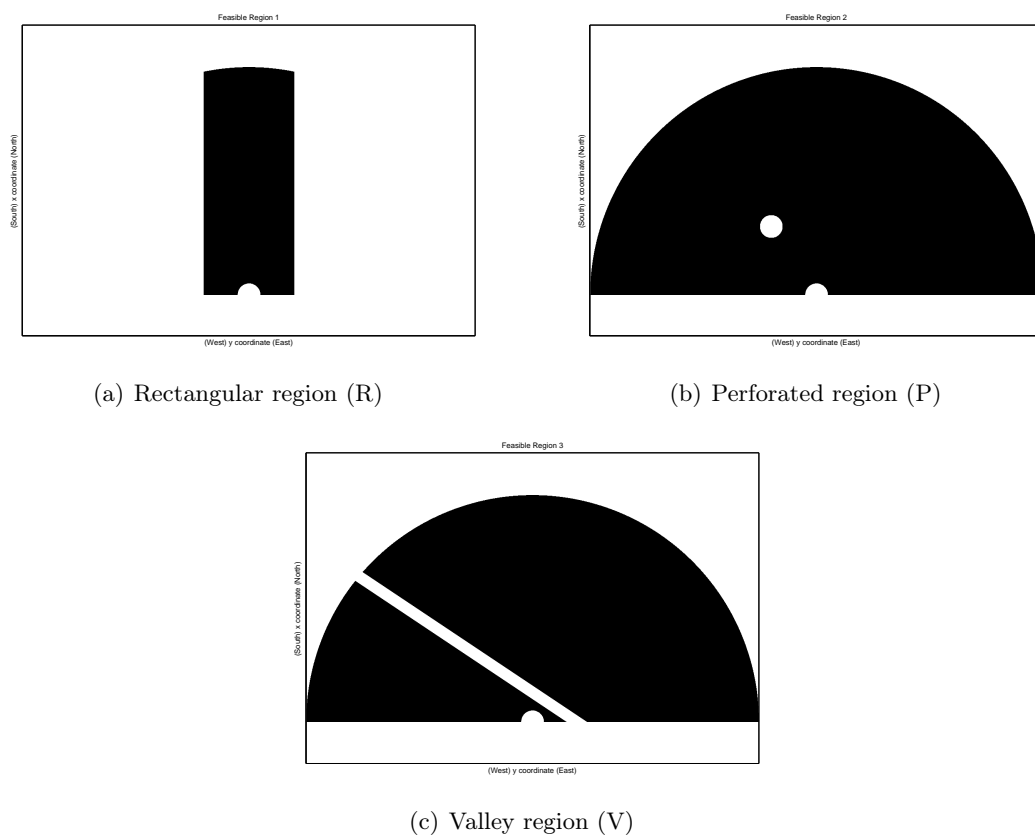 Feasible Region 1
(South) x coordinate (North)
(West) y coordinate (East)
(a) Rectangular region (R)
Feasible Region 2
(South) x coordinate (North)
(West) y coordinate (East)
(b) Perforated region (P)
Feasible Region 3
(South) x coordinate (North)
(West) y coordinate (East)
(c) Valley region (V)